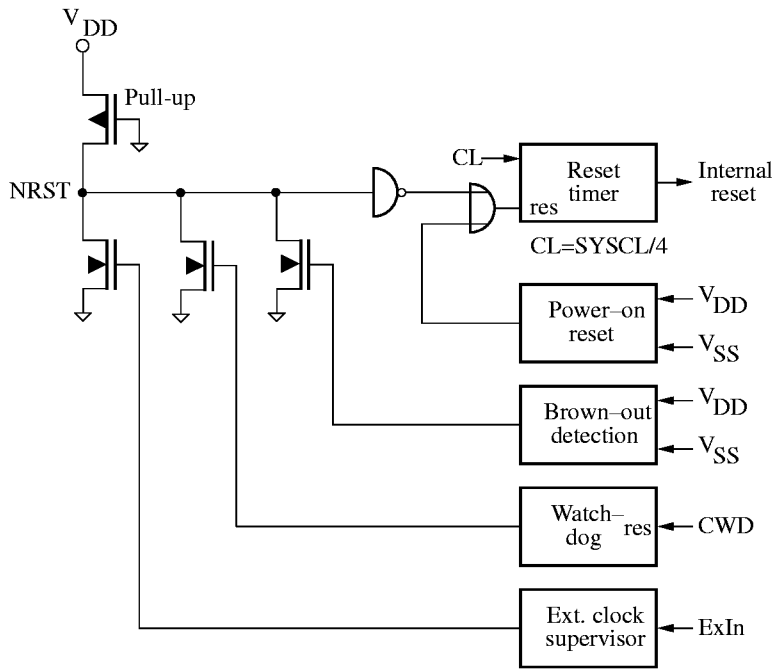 VDD
Pull-up
NRST
CL
Reset
timer
res
Internal
reset
CL=SYSCL/4
Power–on
reset
VDD
VSS
Brown–out
detection
VDD
VSS
Watch–
dog
res
CWD
Ext. clock
supervisor
ExIn